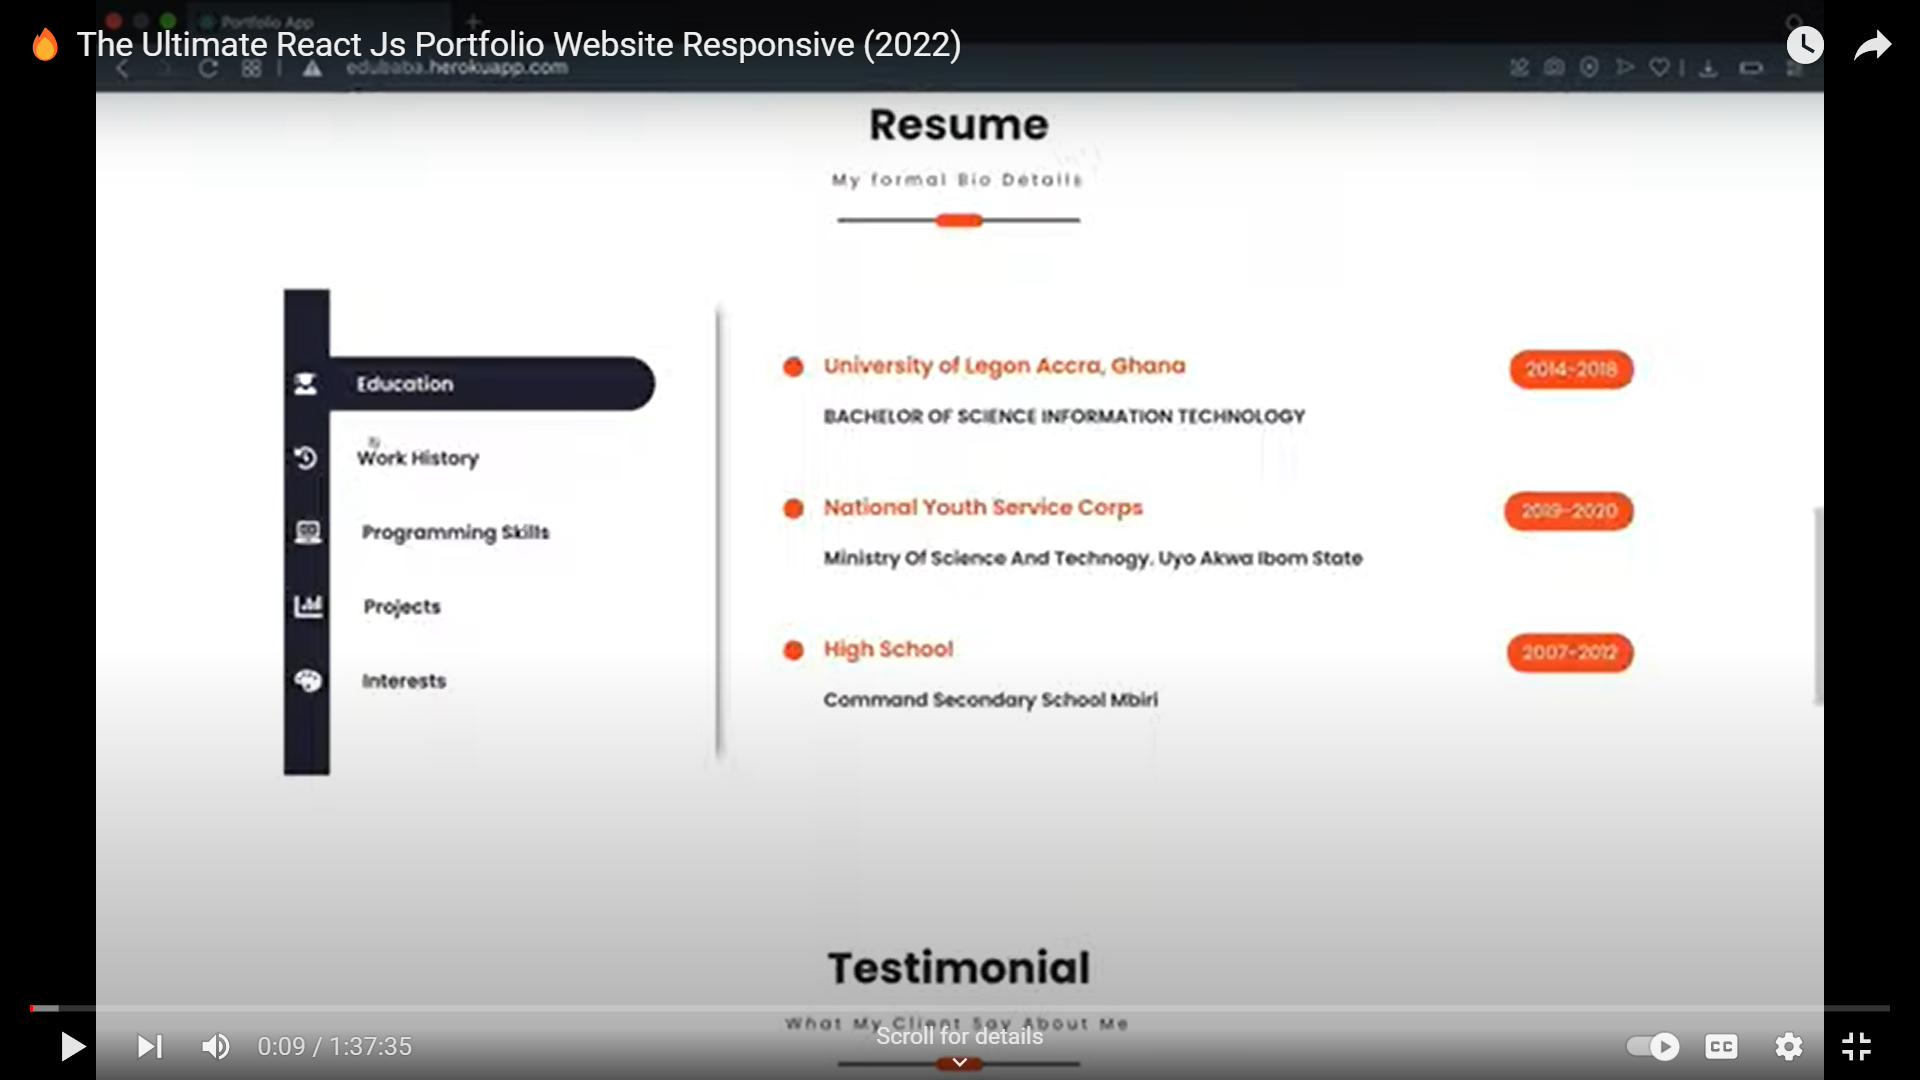 Portfolio App
🔥 The Ultimate React Js Portfolio Website Responsive (2022)
edubaba.herokuapp.com
Resume
My formal Bio Details
Education
Work History
Programming Skills
Projects
Interests
University of Legon Accra, Ghana
2014-2018
BACHELOR OF SCIENCE INFORMATION TECHNOLOGY
National Youth Service Corps
2019-2020
Ministry Of Science And Technogy. Uyo Akwa Ibom State
High School
2007-2012
Command Secondary School Mbiri
Testimonial
What My Client Say About Me
Scroll for details
0:09 / 1:37:35
CC